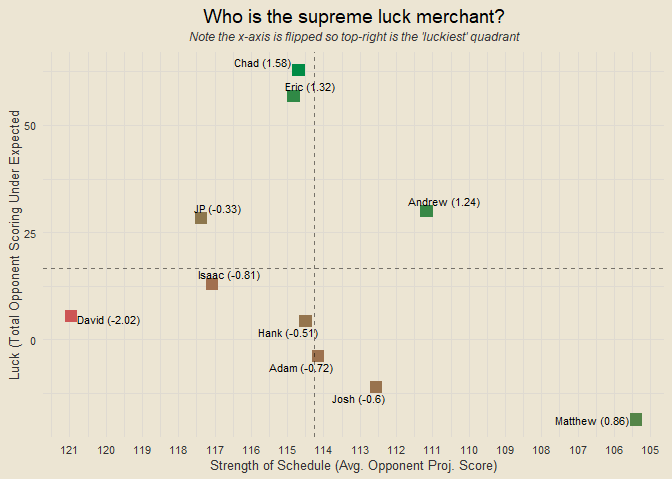 Who is the supreme luck merchant?
Note the x-axis is flipped so top-right is the 'luckiest' quadrant
Luck (Total Opponent Scoring Under Expected
50
25
0
Chad (1.58)
Eric (1.32)
Andrew (1.24)
JP (-0.33)
Isaac (-0.81)
David (-2.02)
Hank (-0.51)
Adam (-0.72)
Josh (-0.6)
Matthew (0.86)
121 120 119 118 117 116 115 114 113 112 111 110 109 108 107 106 105
Strength of Schedule (Avg. Opponent Proj. Score)